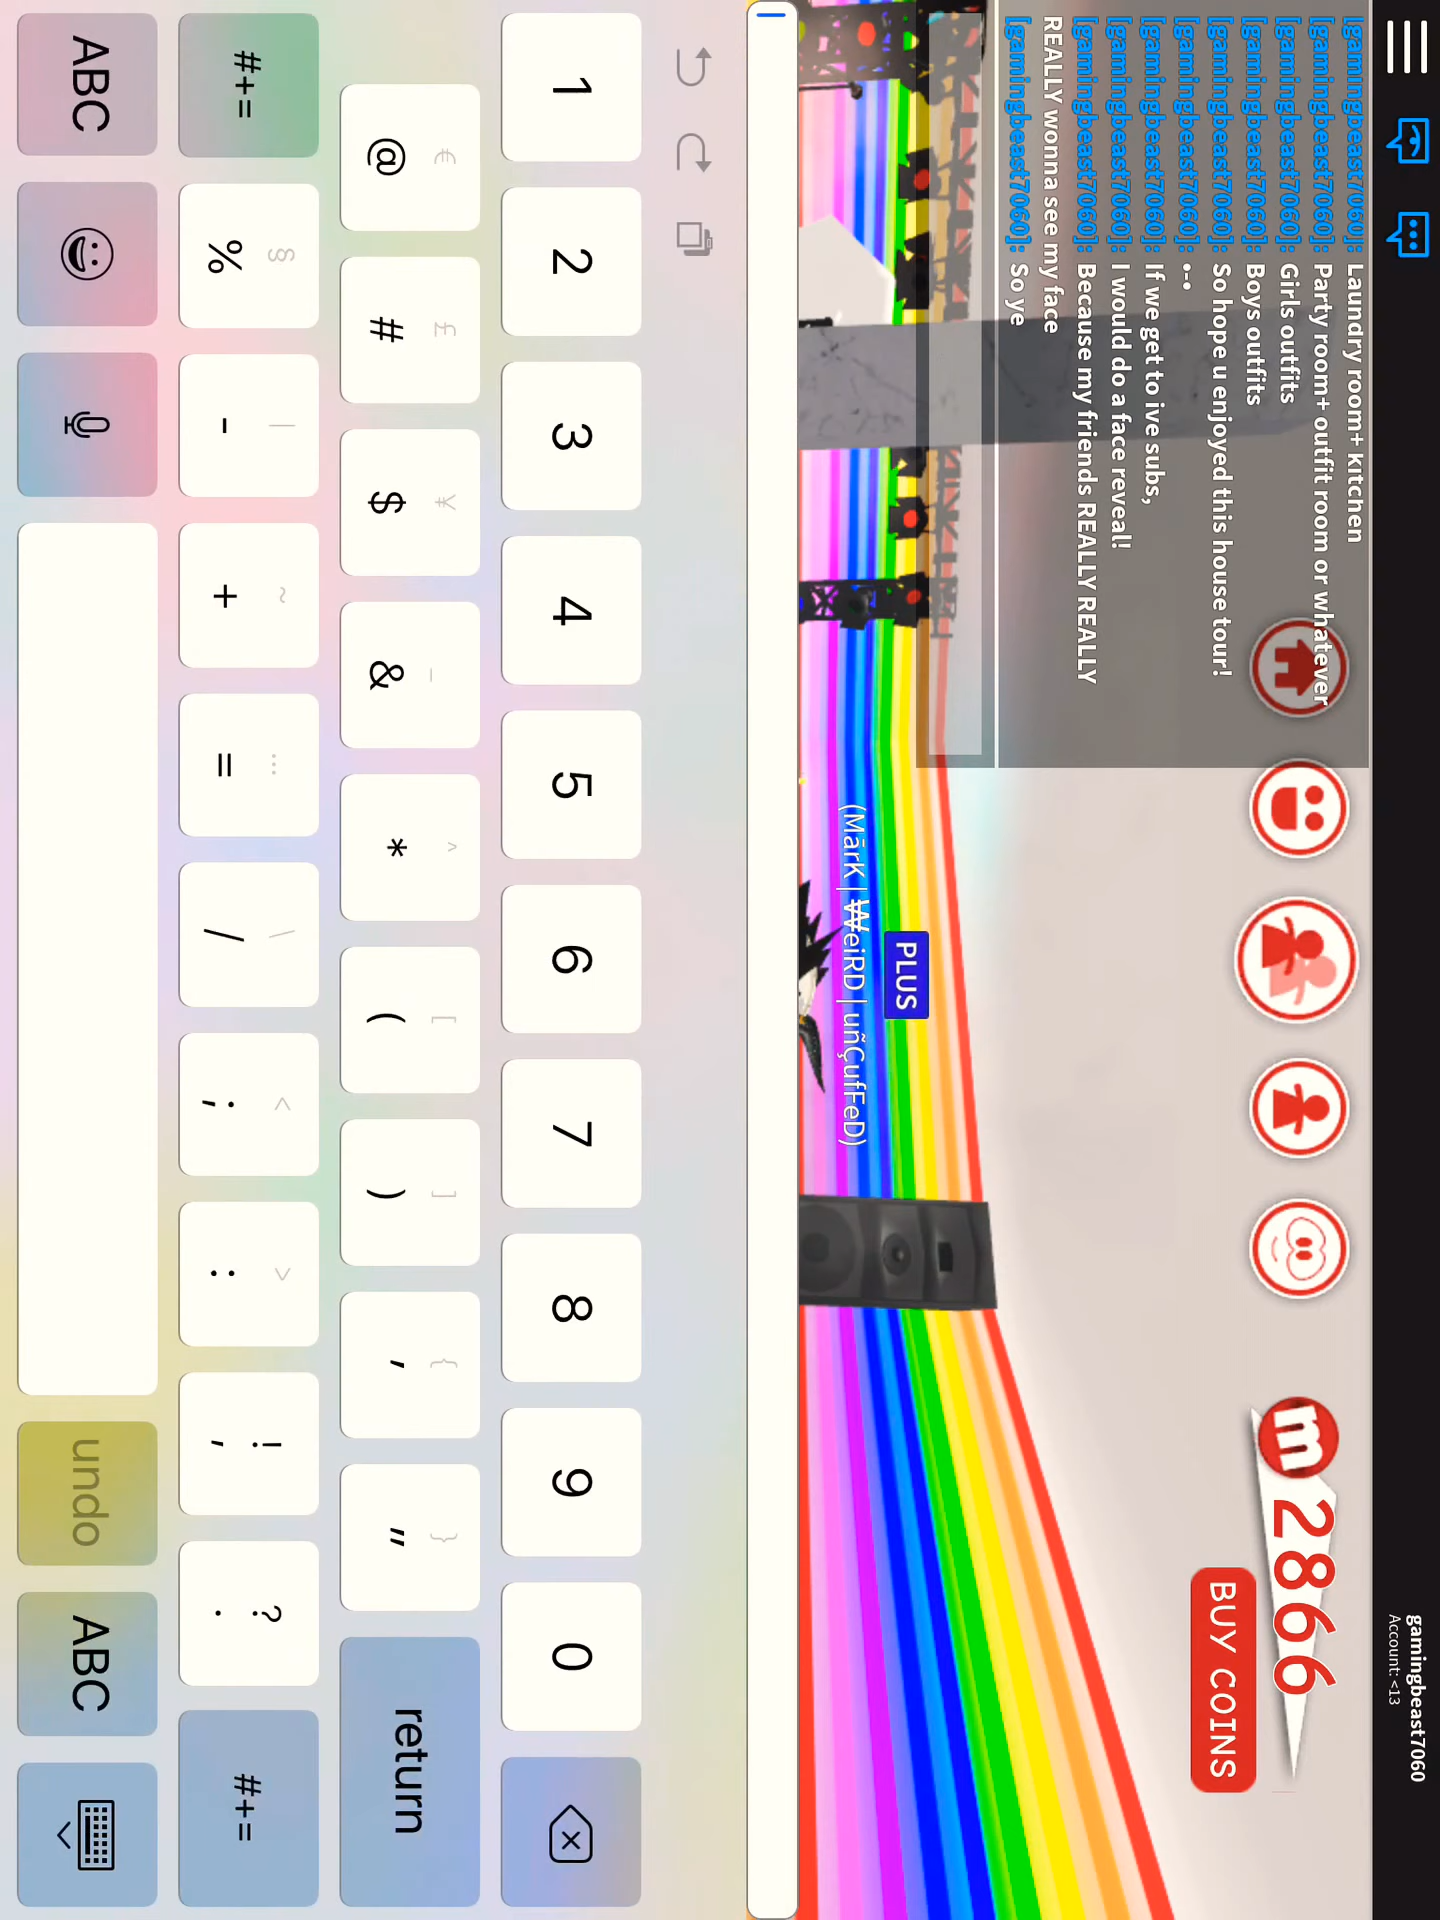 gamingbeast7060
Account: <13
[gamingbeast7060]: Laundry room+ kitchen
[gamingbeast7060]: Party room+ outfit room or whatever
[gamingbeast7060]: Girls outfits
[gamingbeast7060]: Boys outfits
[gamingbeast7060]: So hope u enjoyed this house tour!
[gamingbeast7060]: •-•
[gamingbeast7060]: If we get to ive subs,
[gamingbeast7060]: I would do a face reveal!
[gamingbeast7060]: Because my friends REALLY REALLY
REALLY wonna see my face
[gamingbeast7060]: So ye
m 2866
BUY COINS
PLUS
(MārK | ₩eiRD | uñÇufFeD)
1 2 3 4 5 6 7 8 9 0
€ £ ¥ _ ^ [ ] { }
@ # $ & * ( ) ' "
return
§ | ~ … \ < > ! ?
#+= % - + = / ; : , . #+=
ABC undo ABC